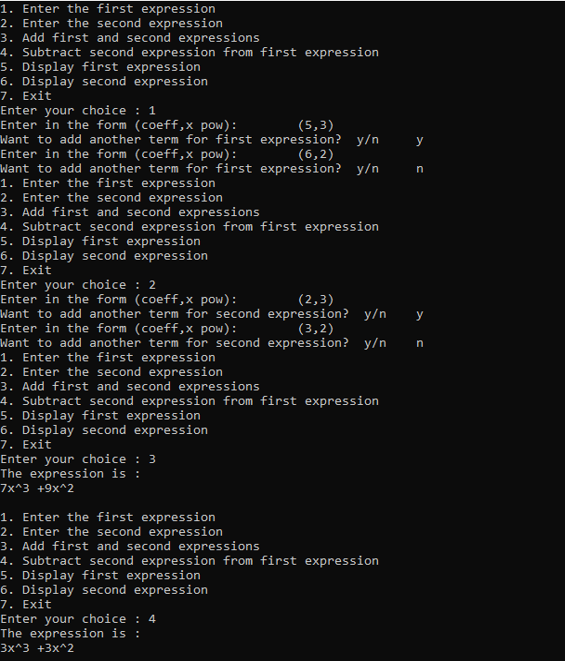 1. Enter the first expression
2. Enter the second expression
3. Add first and second expressions
4. Subtract second expression from first expression
5. Display first expression
6. Display second expression
7. Exit
Enter your choice : 1
Enter in the form (coeff,x pow):        (5,3)
Want to add another term for first expression?  y/n     y
Enter in the form (coeff,x pow):        (6,2)
Want to add another term for first expression?  y/n     n
1. Enter the first expression
2. Enter the second expression
3. Add first and second expressions
4. Subtract second expression from first expression
5. Display first expression
6. Display second expression
7. Exit
Enter your choice : 2
Enter in the form (coeff,x pow):        (2,3)
Want to add another term for second expression?  y/n    y
Enter in the form (coeff,x pow):        (3,2)
Want to add another term for second expression?  y/n    n
1. Enter the first expression
2. Enter the second expression
3. Add first and second expressions
4. Subtract second expression from first expression
5. Display first expression
6. Display second expression
7. Exit
Enter your choice : 3
The expression is :
7x^3 +9x^2
1. Enter the first expression
2. Enter the second expression
3. Add first and second expressions
4. Subtract second expression from first expression
5. Display first expression
6. Display second expression
7. Exit
Enter your choice : 4
The expression is :
3x^3 +3x^2